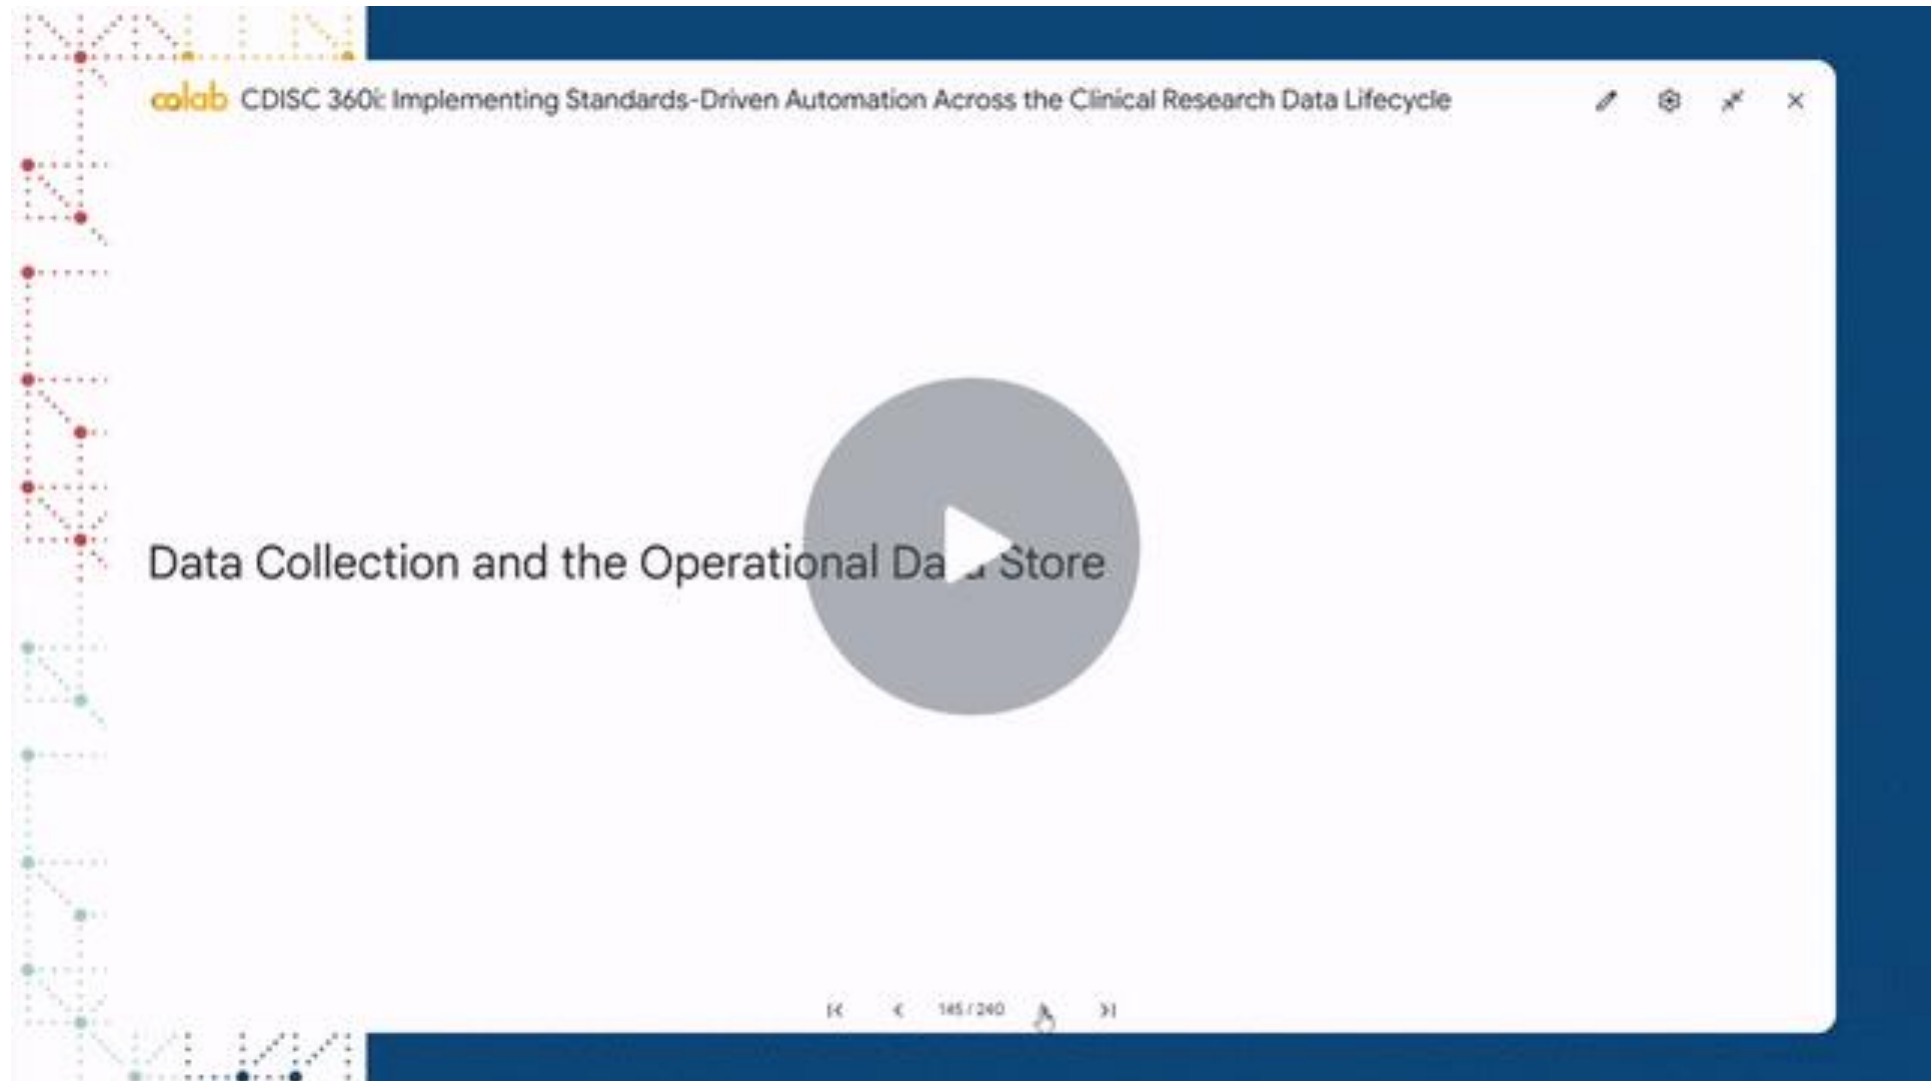 colab CDISC 360i: Implementing Standards-Driven Automation Across the Clinical Research Data Lifecycle
Data Collection and the Operational Data Store
145 / 240